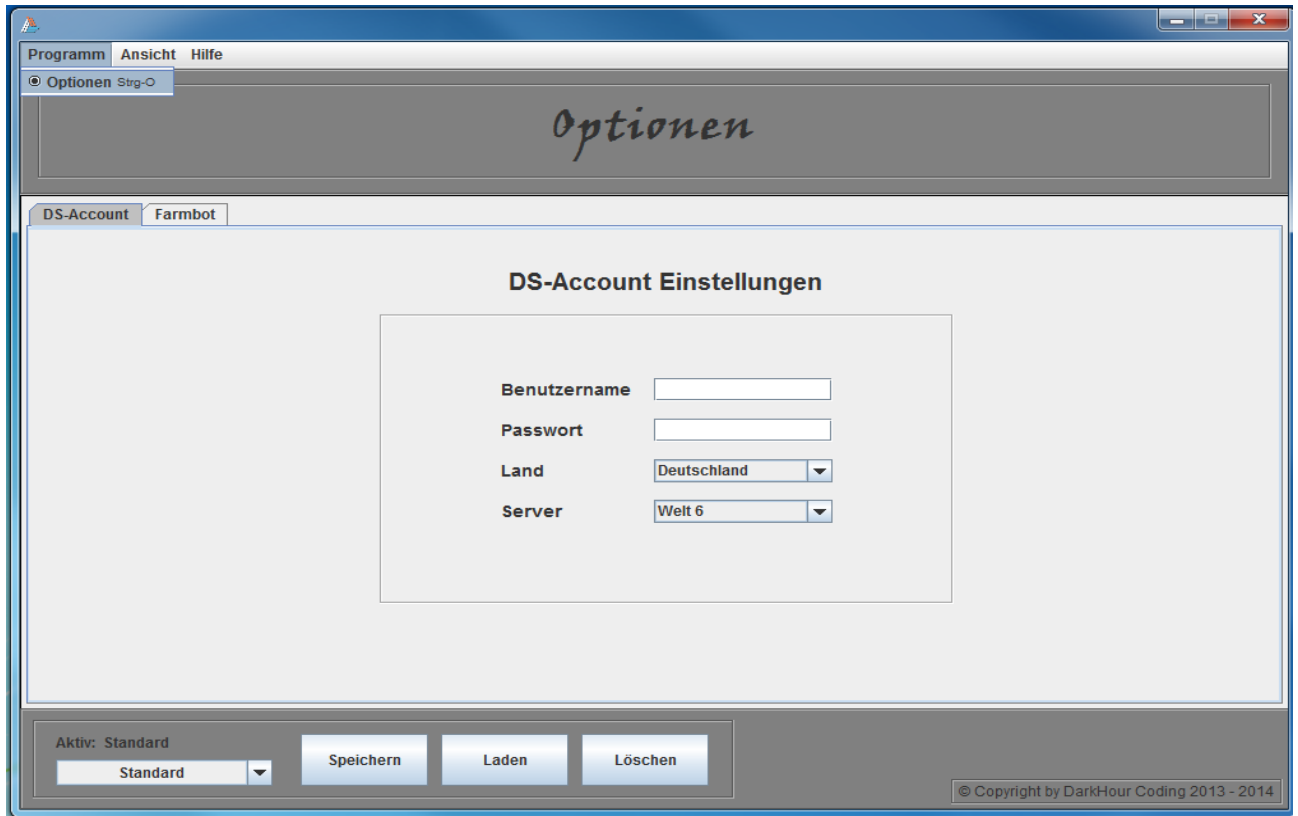 Programm Ansicht Hilfe
Optionen Strg-O
Optionen
DS-Account Farmbot
DS-Account Einstellungen
Benutzername
Passwort
Land Deutschland
Server Welt 6
Aktiv: Standard
Standard Speichern Laden Löschen
© Copyright by DarkHour Coding 2013 - 2014